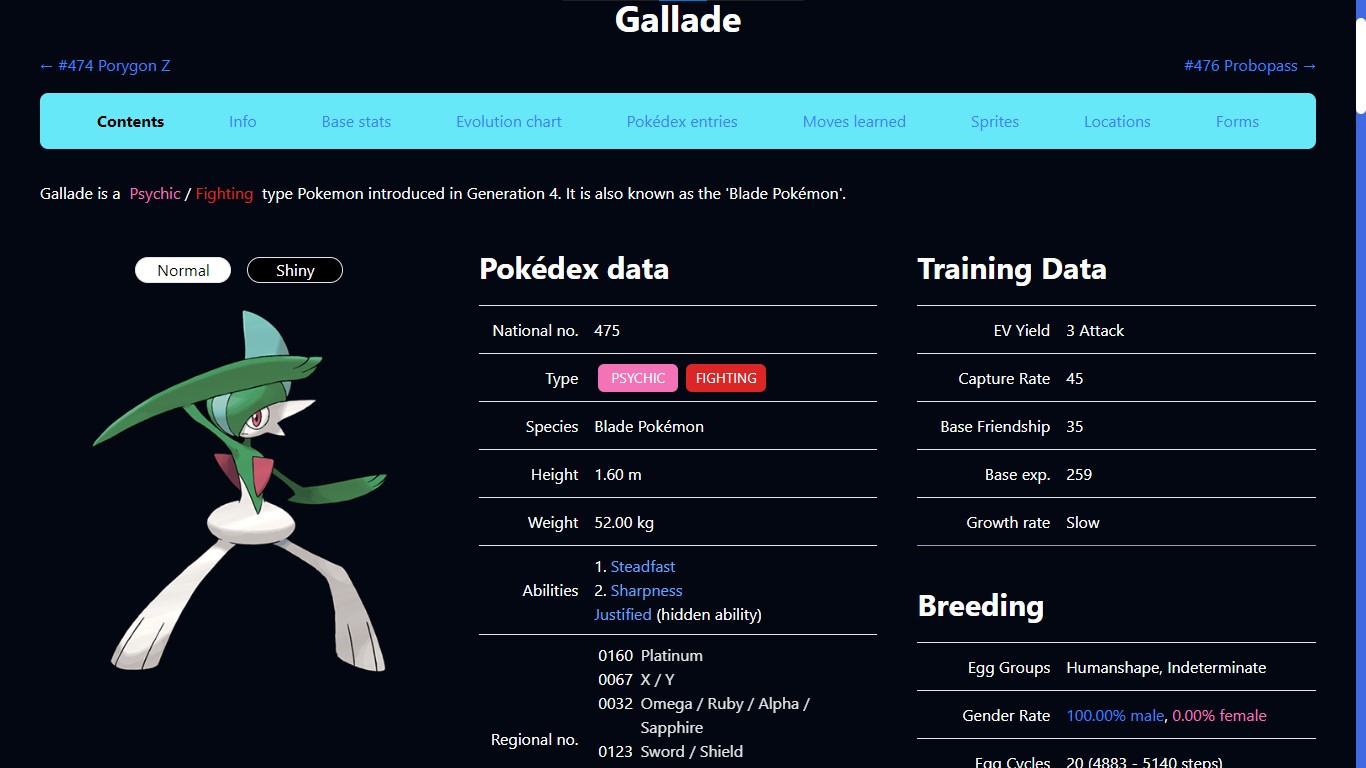 Gallade
← #474 Porygon Z
#476 Probopass →
Contents Info Base stats Evolution chart Pokédex entries Moves learned Sprites Locations Forms
Gallade is a Psychic / Fighting type Pokemon introduced in Generation 4. It is also known as the 'Blade Pokémon'.
Normal Shiny
Pokédex data
National no. 475
Type PSYCHIC FIGHTING
Species Blade Pokémon
Height 1.60 m
Weight 52.00 kg
Abilities
1. Steadfast
2. Sharpness
Justified (hidden ability)
Regional no.
0160 Platinum
0067 X / Y
0032 Omega / Ruby / Alpha /
Sapphire
0123 Sword / Shield
Training Data
EV Yield 3 Attack
Capture Rate 45
Base Friendship 35
Base exp. 259
Growth rate Slow
Breeding
Egg Groups Humanshape, Indeterminate
Gender Rate 100.00% male, 0.00% female
Egg Cycles 20 (4883 - 5140 steps)